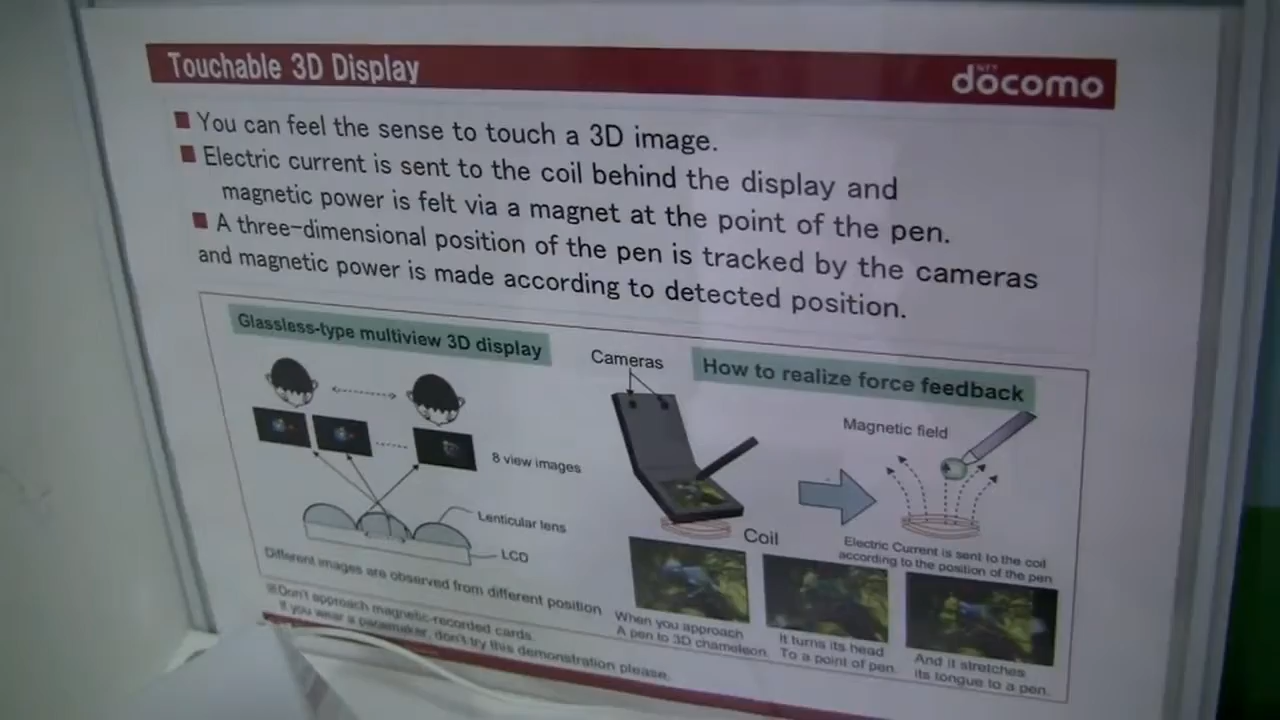 Touchable 3D Display
NTT
döcomo
You can feel the sense to touch a 3D image.
Electric current is sent to the coil behind the display and
magnetic power is felt via a magnet at the point of the pen.
A three-dimensional position of the pen is tracked by the cameras
and magnetic power is made according to detected position.
Glassless-type multiview 3D display
8 view images
Lenticular lens
LCD
Different images are observed from different position
Cameras
Coil
How to realize force feedback
Magnetic field
Electric Current is sent to the coil
according to the position of the pen
When you approach
A pen to 3D chameleon.
It turns its head
To a point of pen.
And it stretches
its tongue to a pen.
※Don't approach magnetic-recorded cards.
If you wear a pacemaker, don't try this demonstration please.